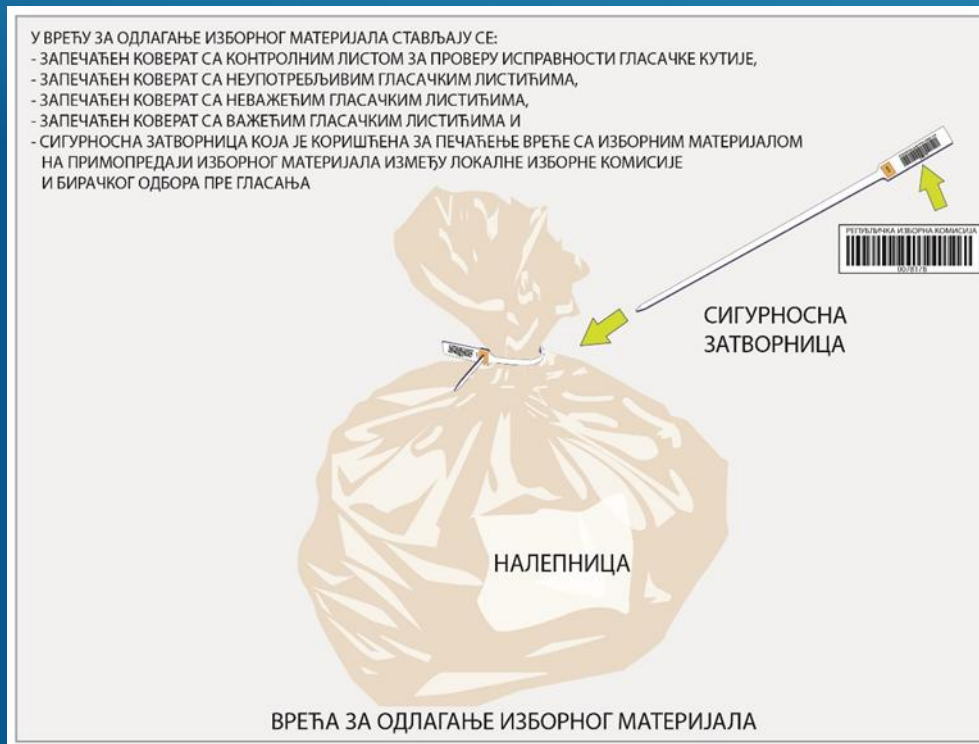 У ВРЕЋУ ЗА ОДЛАГАЊЕ ИЗБОРНОГ МАТЕРИЈАЛА СТАВЉАЈУ СЕ:
- ЗАПЕЧАЋЕН КОВЕРАТ СА КОНТРОЛНИМ ЛИСТОМ ЗА ПРОВЕРУ ИСПРАВНОСТИ ГЛАСАЧКЕ КУТИЈЕ,
- ЗАПЕЧАЋЕН КОВЕРАТ СА НЕУПОТРЕБЉИВИМ ГЛАСАЧКИМ ЛИСТИЋИМА,
- ЗАПЕЧАЋЕН КОВЕРАТ СА НЕВАЖЕЋИМ ГЛАСАЧКИМ ЛИСТИЋИМА,
- ЗАПЕЧАЋЕН КОВЕРАТ СА ВАЖЕЋИМ ГЛАСАЧКИМ ЛИСТИЋИМА И
- СИГУРНОСНА ЗАТВОРНИЦА КОЈА ЈЕ КОРИШЋЕНА ЗА ПЕЧАЋЕЊЕ ВРЕЋЕ СА ИЗБОРНИМ МАТЕРИЈАЛОМ
НА ПРИМОПРЕДАЈИ ИЗБОРНОГ МАТЕРИЈАЛА ИЗМЕЂУ ЛОКАЛНЕ ИЗБОРНЕ КОМИСИЈЕ
И БИРАЧКОГ ОДБОРА ПРЕ ГЛАСАЊА
РЕПУБЛИЧКА ИЗБОРНА КОМИСИЈА
0078178
СИГУРНОСНА
ЗАТВОРНИЦА
НАЛЕПНИЦА
ВРЕЋА ЗА ОДЛАГАЊЕ ИЗБОРНОГ МАТЕРИЈАЛА